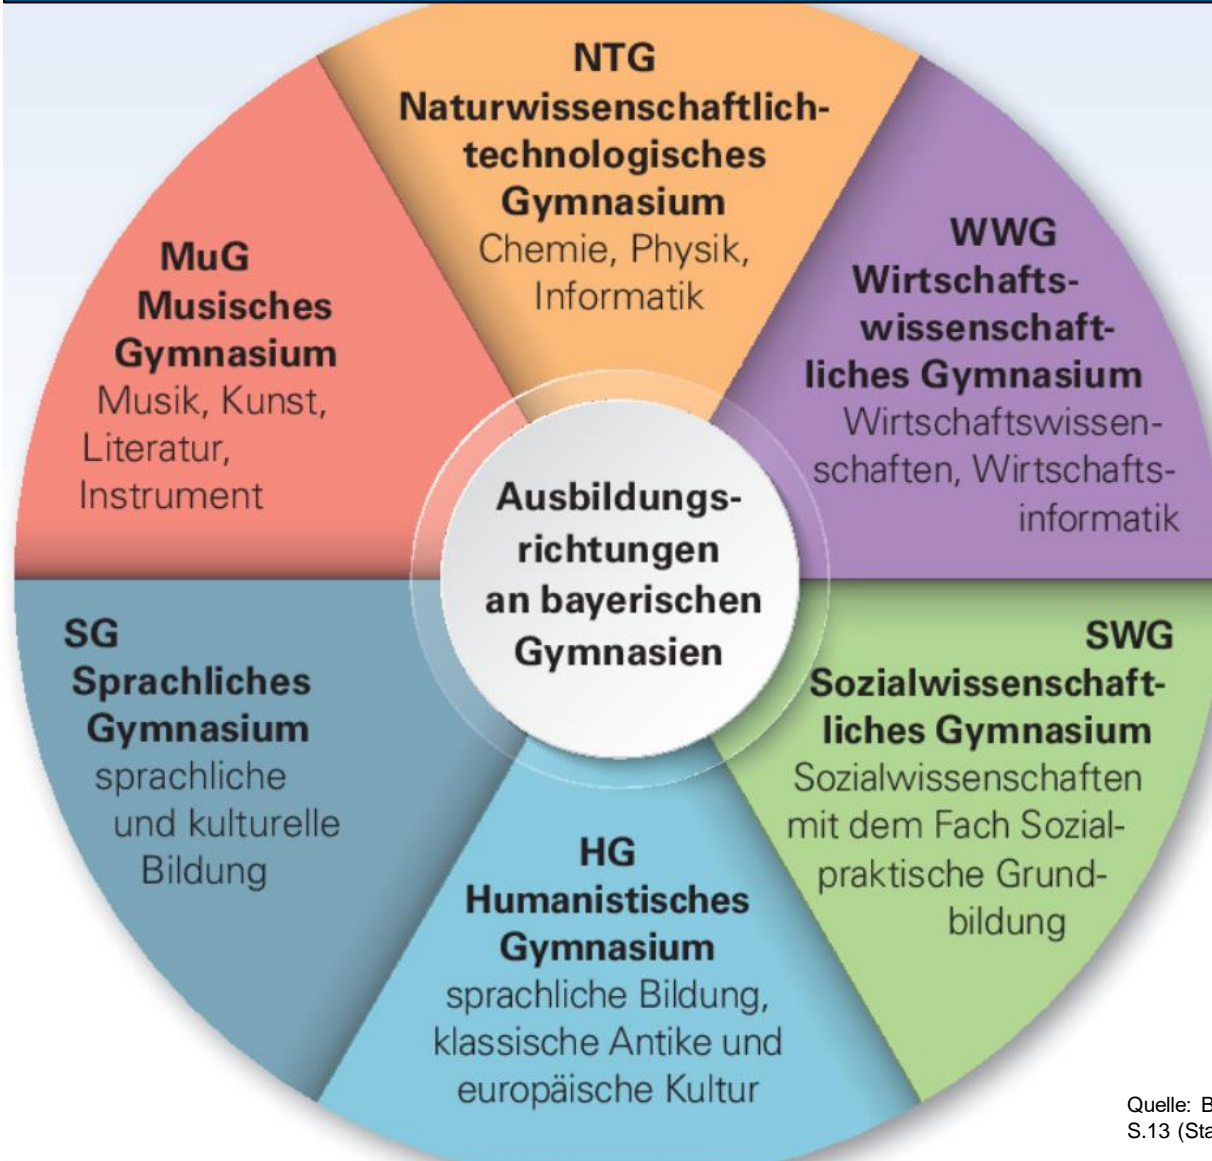 NTG
Naturwissenschaftlich-
technologisches
Gymnasium
Chemie, Physik,
Informatik
WWG
Wirtschafts-
wissenschaft-
liches Gymnasium
Wirtschaftswissen-
schaften, Wirtschafts-
informatik
MuG
Musisches
Gymnasium
Musik, Kunst,
Literatur,
Instrument
Ausbildungs-
richtungen
an bayerischen
Gymnasien
SG
Sprachliches
Gymnasium
sprachliche
und kulturelle
Bildung
SWG
Sozialwissenschaft-
liches Gymnasium
Sozialwissenschaften
mit dem Fach Sozial-
praktische Grund-
bildung
HG
Humanistisches
Gymnasium
sprachliche Bildung,
klassische Antike und
europäische Kultur
Quelle:
S.13